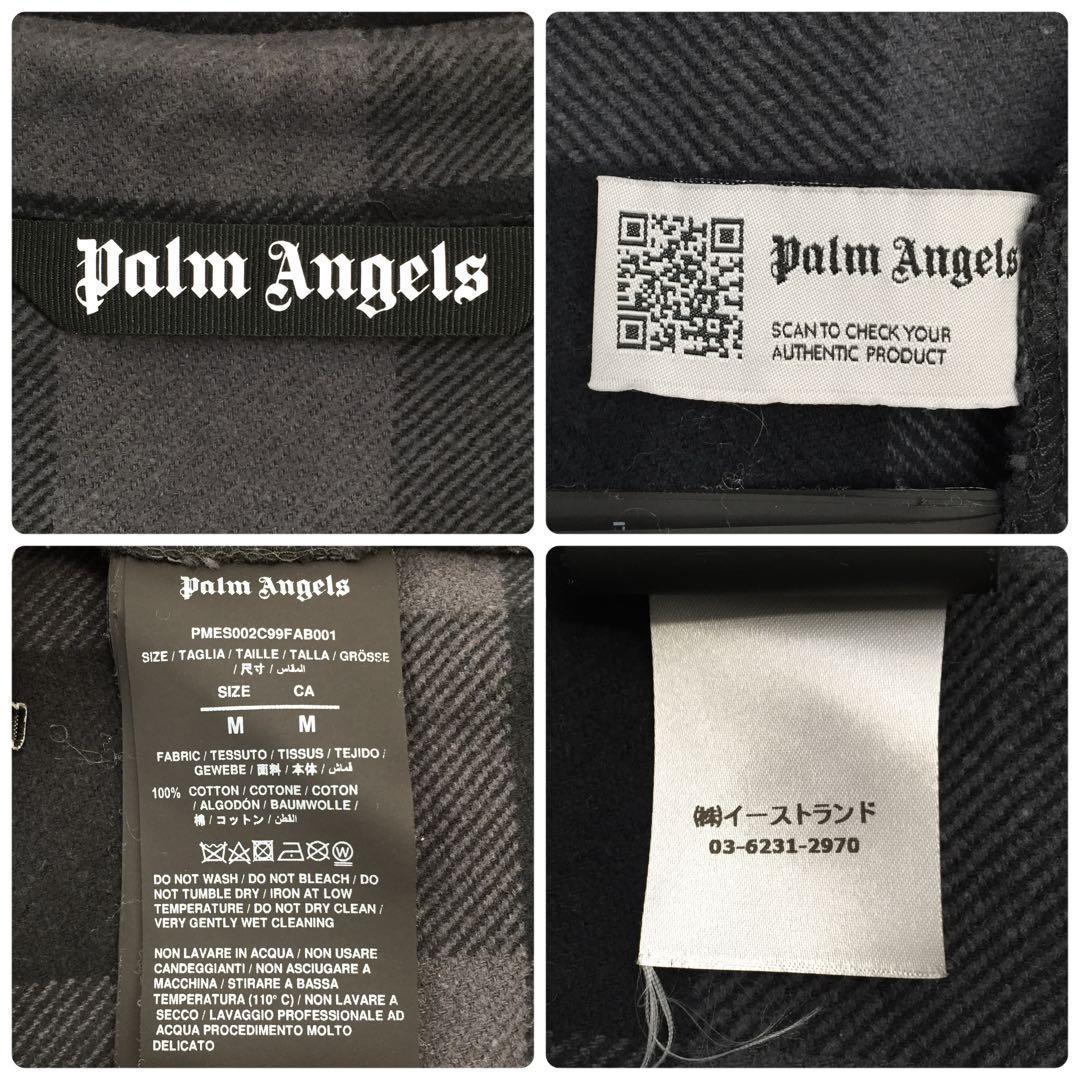 Palm Angels
Palm Angels
SCAN TO CHECK YOUR
AUTHENTIC PRODUCT
Palm Angels
PMES002C99FAB001
SIZE / TAGLIA / TAILLE / TALLA / GRÖSSE
/ 尺寸 / المقاس
SIZE CA
M M
FABRIC / TESSUTO / TISSUS / TEJIDO /
GEWEBE / 面料 / 本体 / قماش
100% COTTON / COTONE / COTON
/ ALGODÓN / BAUMWOLLE /
棉 / コットン / القطن
DO NOT WASH / DO NOT BLEACH / DO
NOT TUMBLE DRY / IRON AT LOW
TEMPERATURE / DO NOT DRY CLEAN /
VERY GENTLY WET CLEANING
NON LAVARE IN ACQUA / NON USARE
CANDEGGIANTI / NON ASCIUGARE A
MACCHINA / STIRARE A BASSA
TEMPERATURA (110° C) / NON LAVARE A
SECCO / LAVAGGIO PROFESSIONALE AD
ACQUA PROCEDIMENTO MOLTO
DELICATO
㈱イーストランド
03-6231-2970